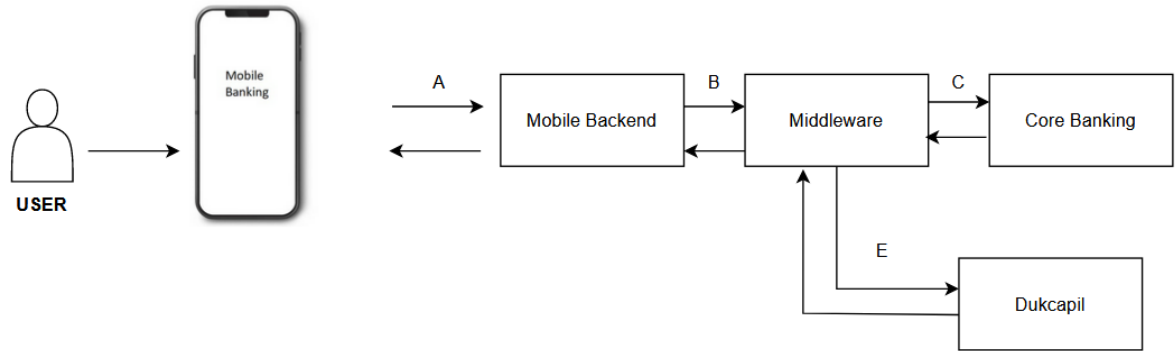 Mobile
Banking
USER
A
Mobile Backend
B
Middleware
C
Core Banking
E
Dukcapil